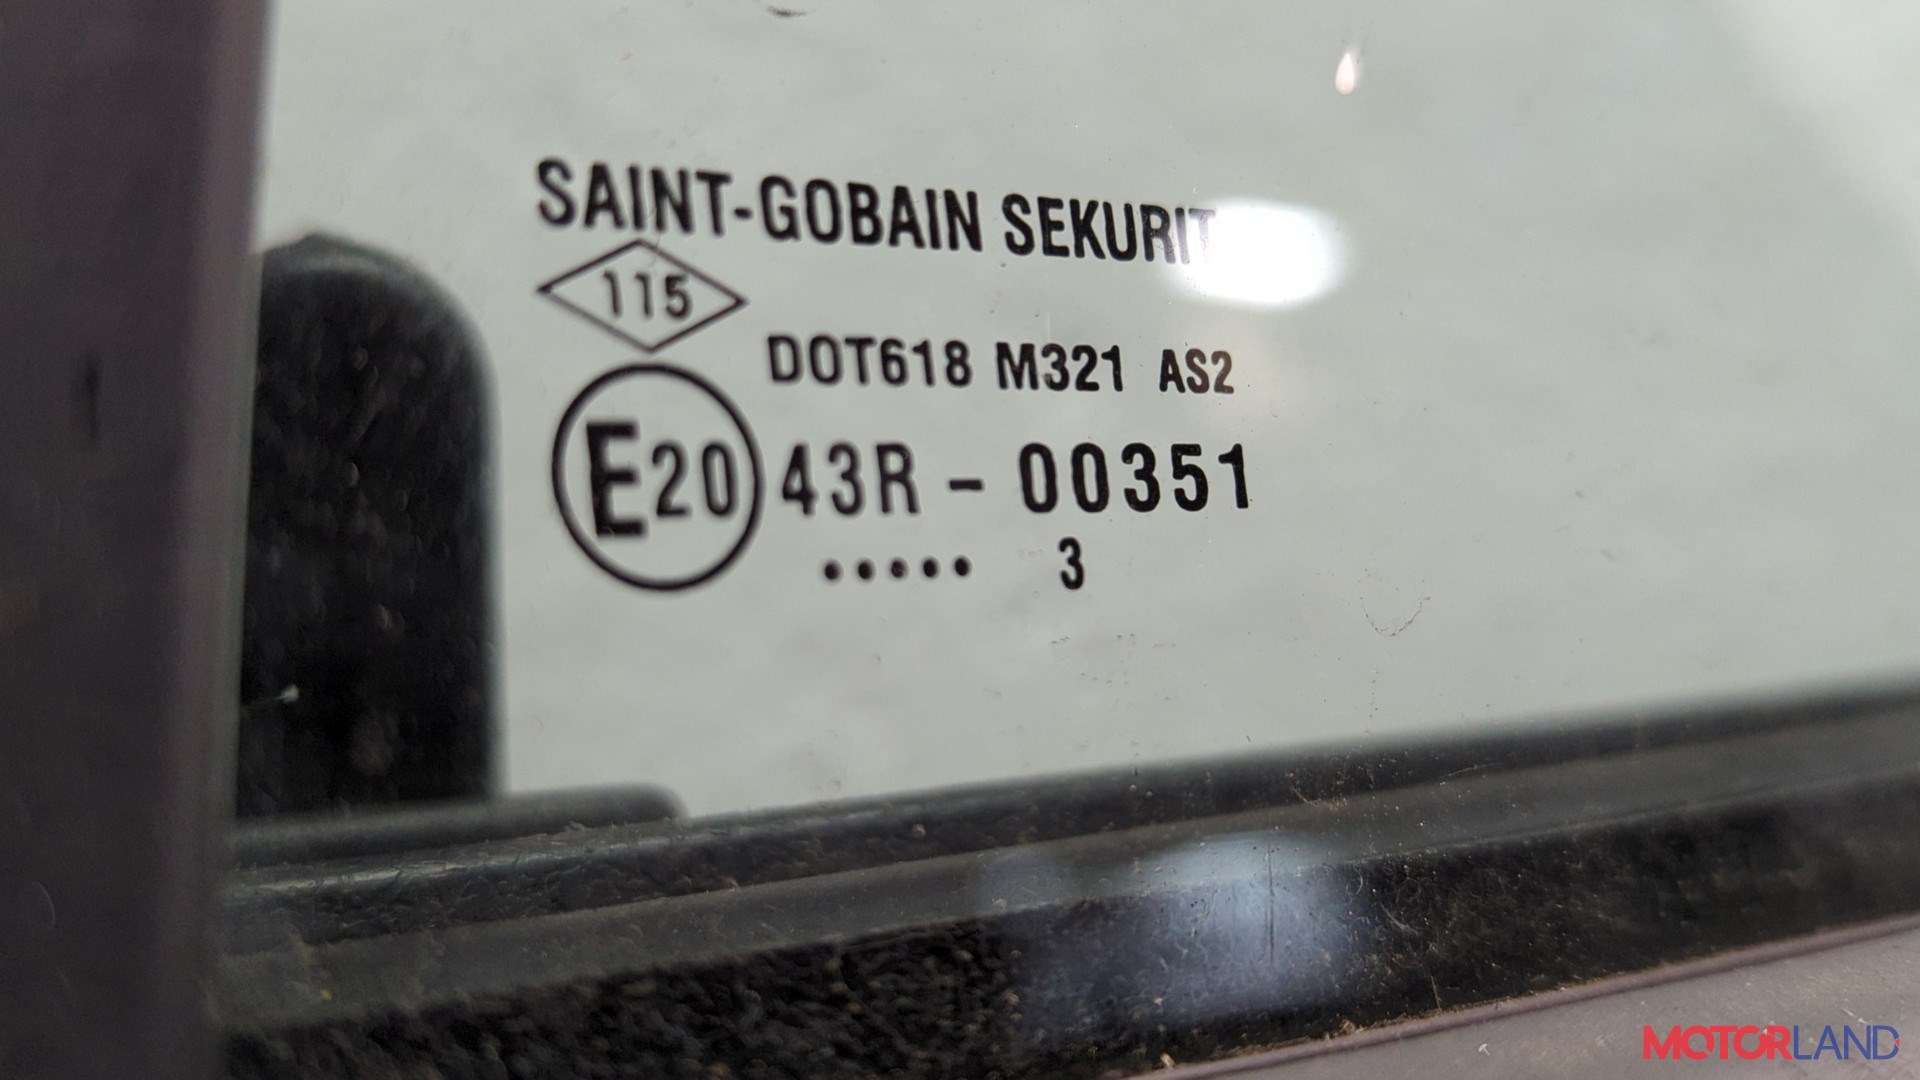 SAINT-GOBAIN SEKURIT
115
DOT618 M321 AS2
E20 43R - 00351
..... 3
MOTORLAND